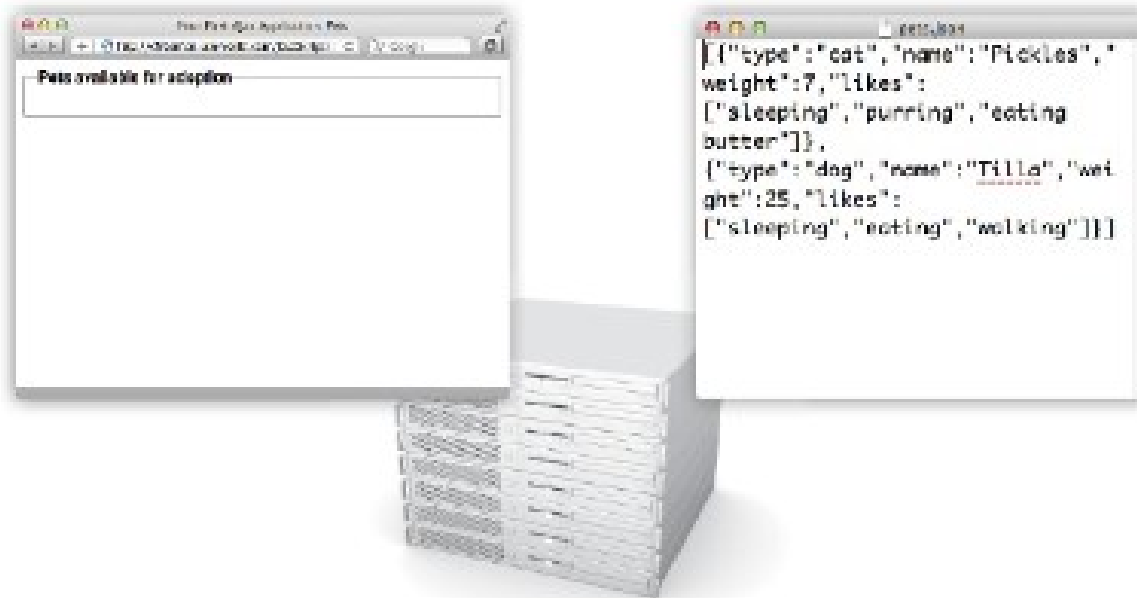 Pets available for adoption
pets.json
[{"type":"cat","name":"Pickles","
weight":7,"likes":
["sleeping","purring","eating
butter"]},
{"type":"dog","name":"Tilla","wei
ght":25,"likes":
["sleeping","eating","walking"]}]